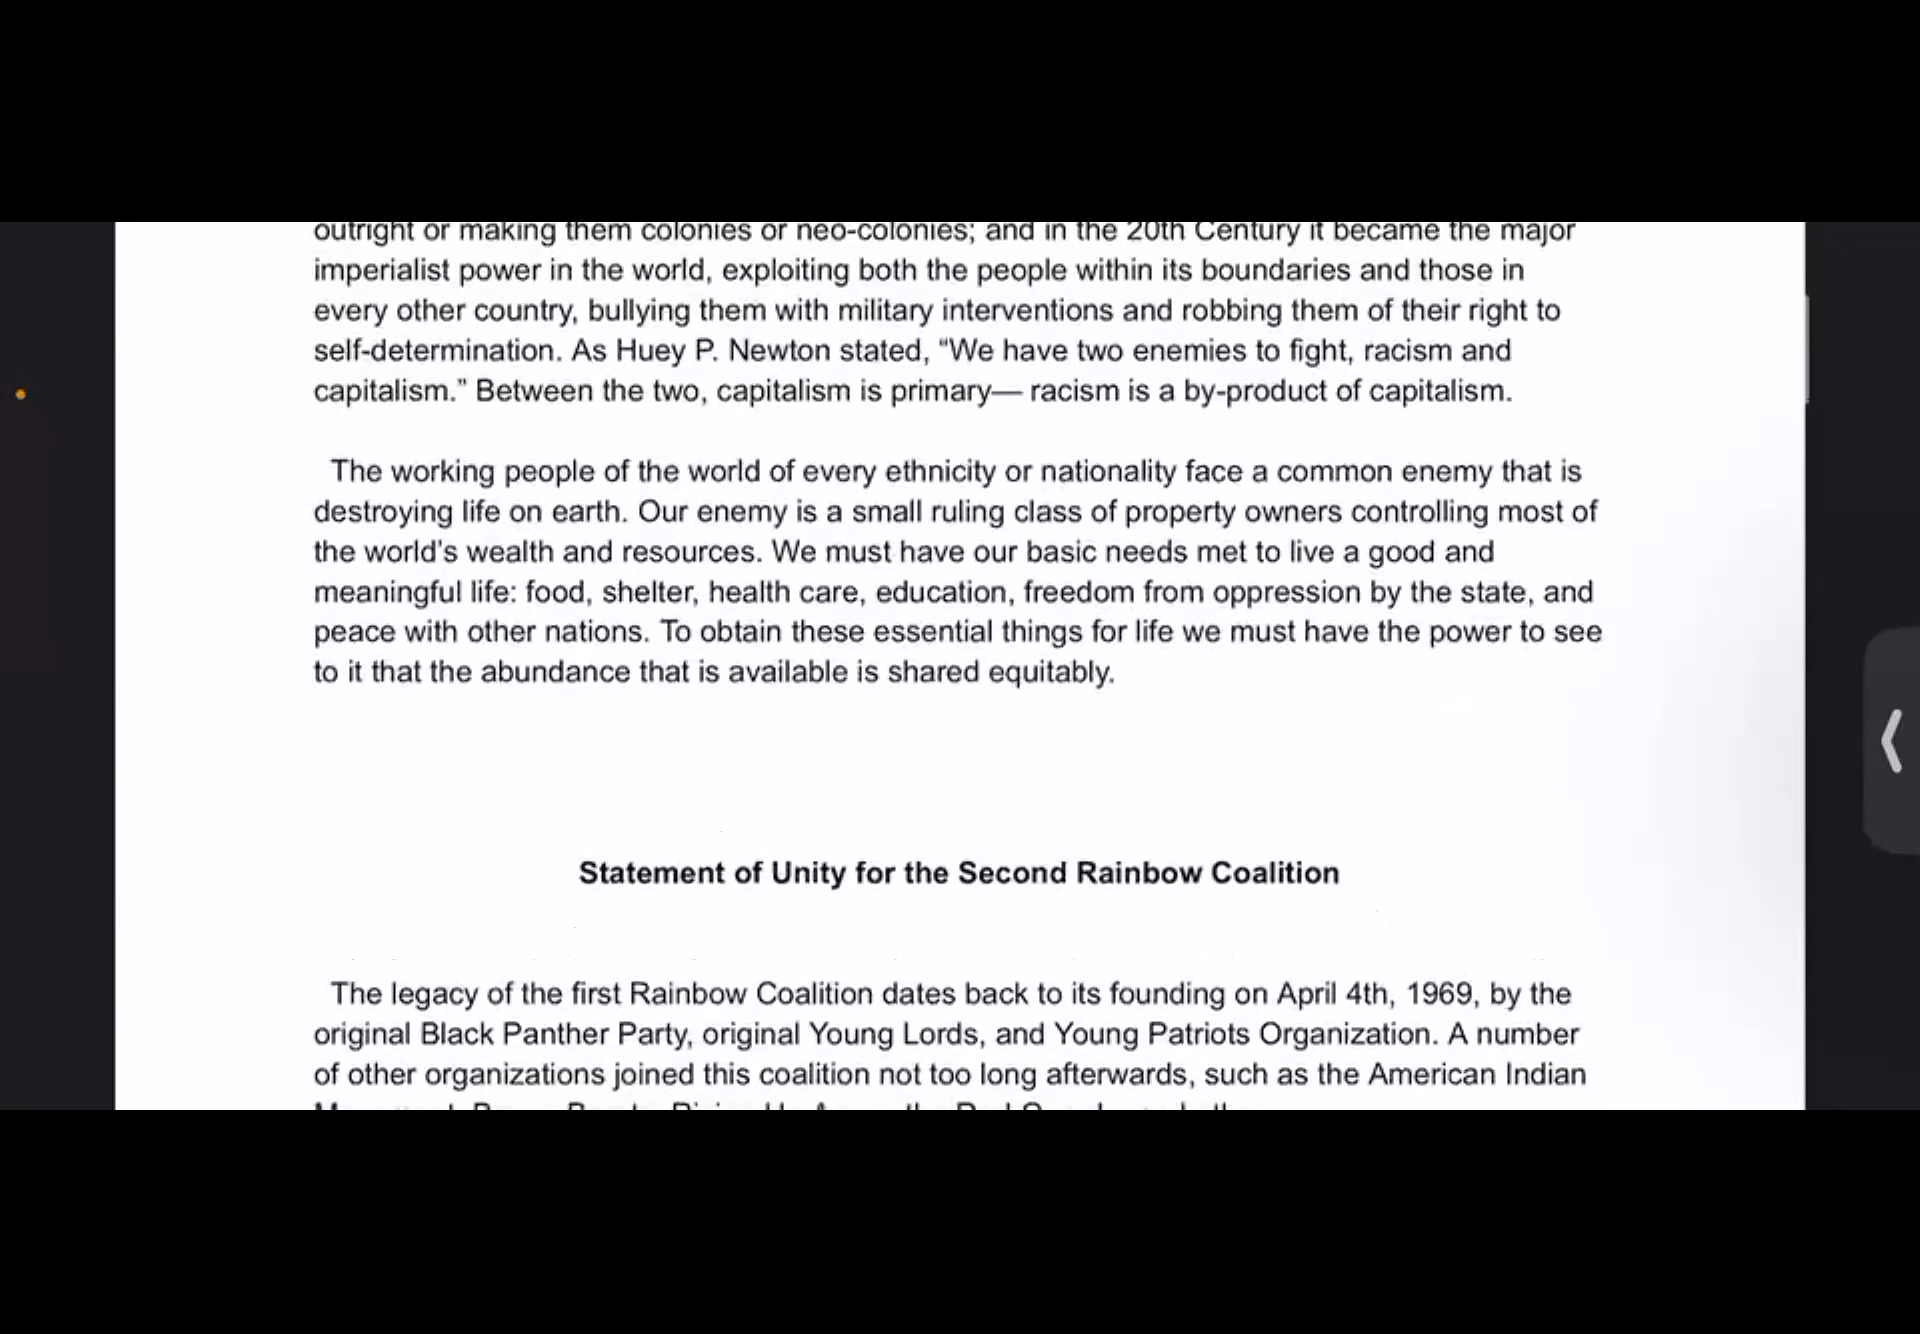 outright or making them colonies or neo-colonies; and in the 20th Century it became the major
imperialist power in the world, exploiting both the people within its boundaries and those in
every other country, bullying them with military interventions and robbing them of their right to
self-determination. As Huey P. Newton stated, “We have two enemies to fight, racism and
capitalism.” Between the two, capitalism is primary— racism is a by-product of capitalism.
The working people of the world of every ethnicity or nationality face a common enemy that is
destroying life on earth. Our enemy is a small ruling class of property owners controlling most of
the world's wealth and resources. We must have our basic needs met to live a good and
meaningful life: food, shelter, health care, education, freedom from oppression by the state, and
peace with other nations. To obtain these essential things for life we must have the power to see
to it that the abundance that is available is shared equitably.
Statement of Unity for the Second Rainbow Coalition
The legacy of the first Rainbow Coalition dates back to its founding on April 4th, 1969, by the
original Black Panther Party, original Young Lords, and Young Patriots Organization. A number
of other organizations joined this coalition not too long afterwards, such as the American Indian